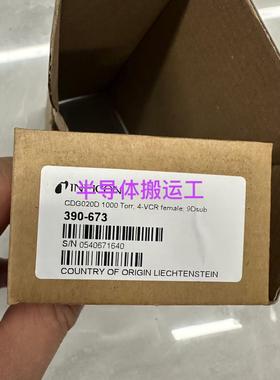 INFICON
半导体搬运工
CDG020D 1000 Torr, 4-VCR female, 9Dsub
390-673
S/N 0540671640
COUNTRY OF ORIGIN LIECHTENSTEIN